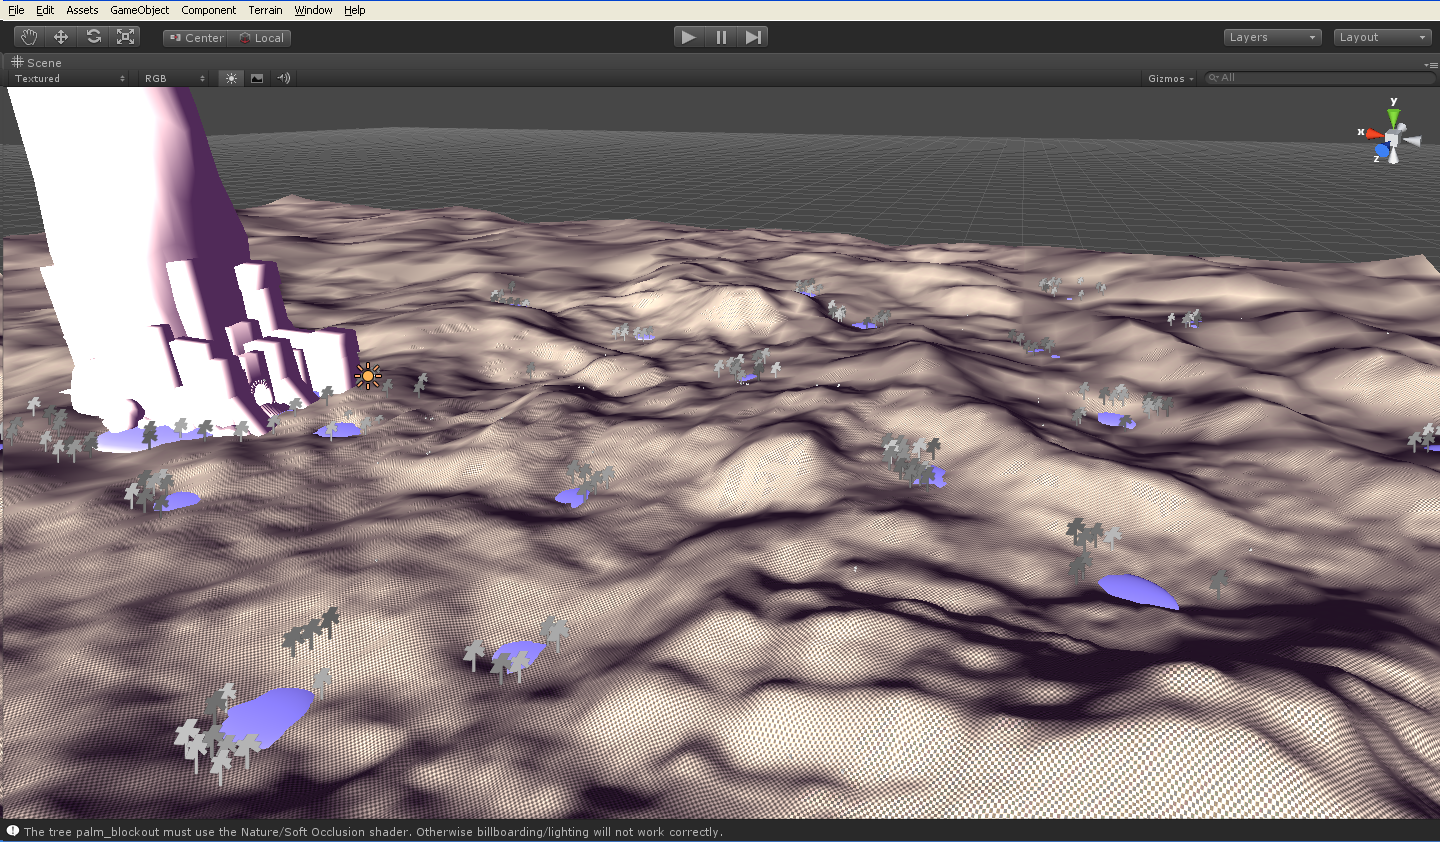 File Edit Assets GameObject Component Terrain Window Help
Center Local Layers Layout
Scene
Textured RGB Gizmos All
y
x
z
The tree palm_blockout must use the Nature/Soft Occlusion shader. Otherwise billboarding/lighting will not work correctly.